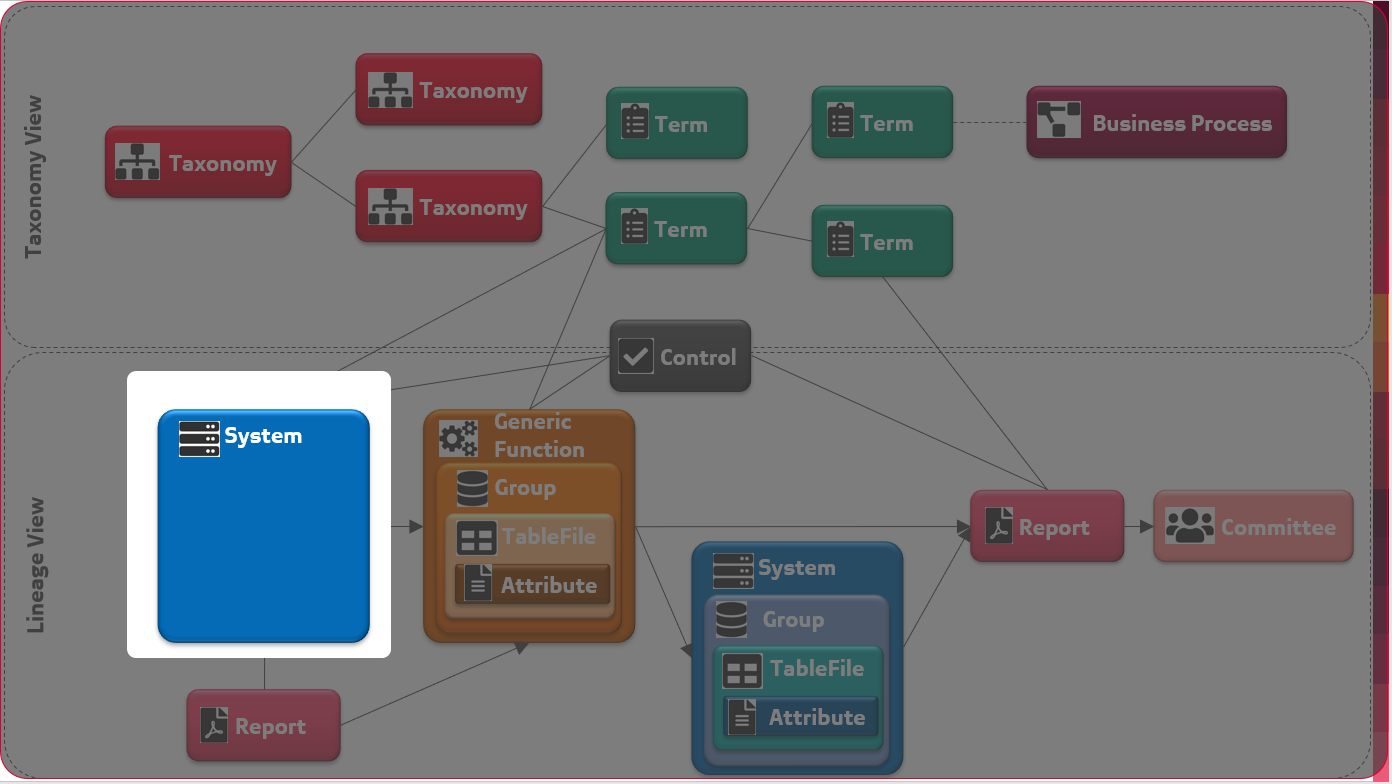 Taxonomy View
Taxonomy
Taxonomy
Taxonomy
Term
Term
Term
Term
Business Process
Control
Lineage View
System
Generic
Function
Group
TableFile
Attribute
System
Group
TableFile
Attribute
Report
Committee
Report